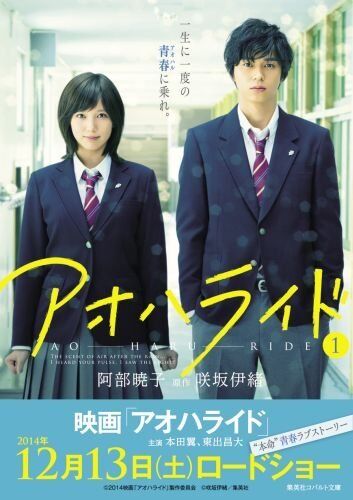 一生に一度の
青春に乗れ。
アオハル
アオハライド
AO HARU RIDE
1
THE SCENT OF AIR AFTER THE RAIN...
I HEARD YOUR PULSE. I SAW THE LIGHT.
阿部暁子 原作 咲坂伊緒
映画「アオハライド」
主演 本田翼、東出昌大
“本命”青春ラブストーリー
2014年
12月13日(土)ロードショー
©2014映画「アオハライド」製作委員会 ©咲坂伊緒/集英社
集英社コバルト文庫